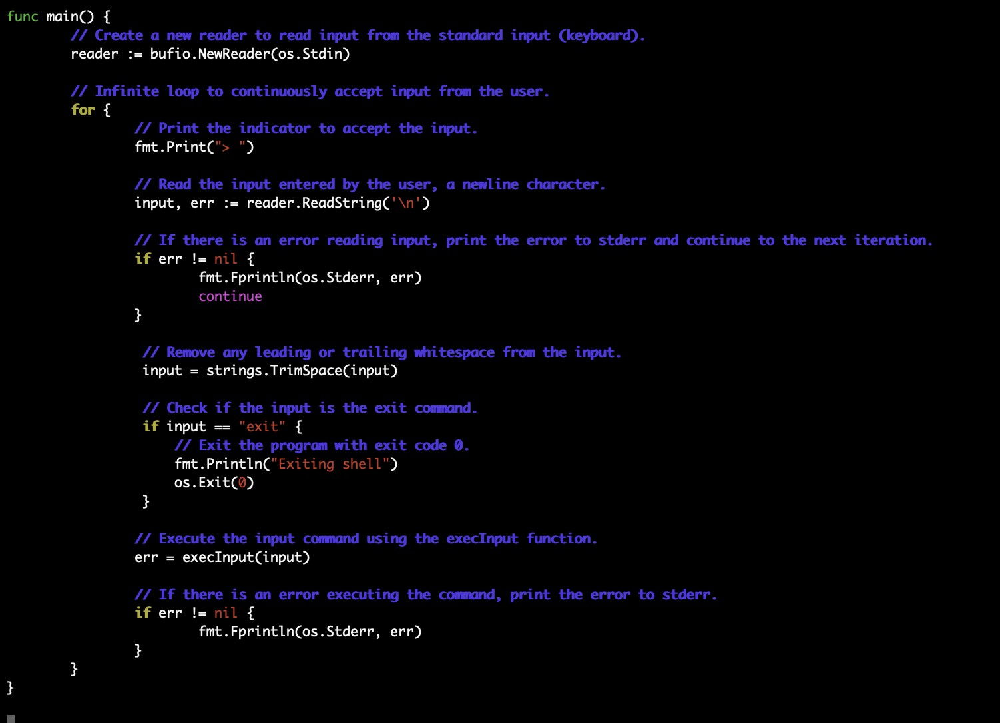 func main() {
// Create a new reader to read input from the standard input (keyboard).
reader := bufio.NewReader(os.Stdin)
// Infinite loop to continuously accept input from the user.
for {
// Print the indicator to accept the input.
fmt.Print("> ")
// Read the input entered by the user, a newline character.
input, err := reader.ReadString('\n')
// If there is an error reading input, print the error to stderr and continue to the next iteration.
if err != nil {
fmt.Fprintln(os.Stderr, err)
continue
}
// Remove any leading or trailing whitespace from the input.
input = strings.TrimSpace(input)
// Check if the input is the exit command.
if input == "exit" {
// Exit the program with exit code 0.
fmt.Println("Exiting shell")
os.Exit(0)
}
// Execute the input command using the execInput function.
err = execInput(input)
// If there is an error executing the command, print the error to stderr.
if err != nil {
fmt.Fprintln(os.Stderr, err)
}
}
}